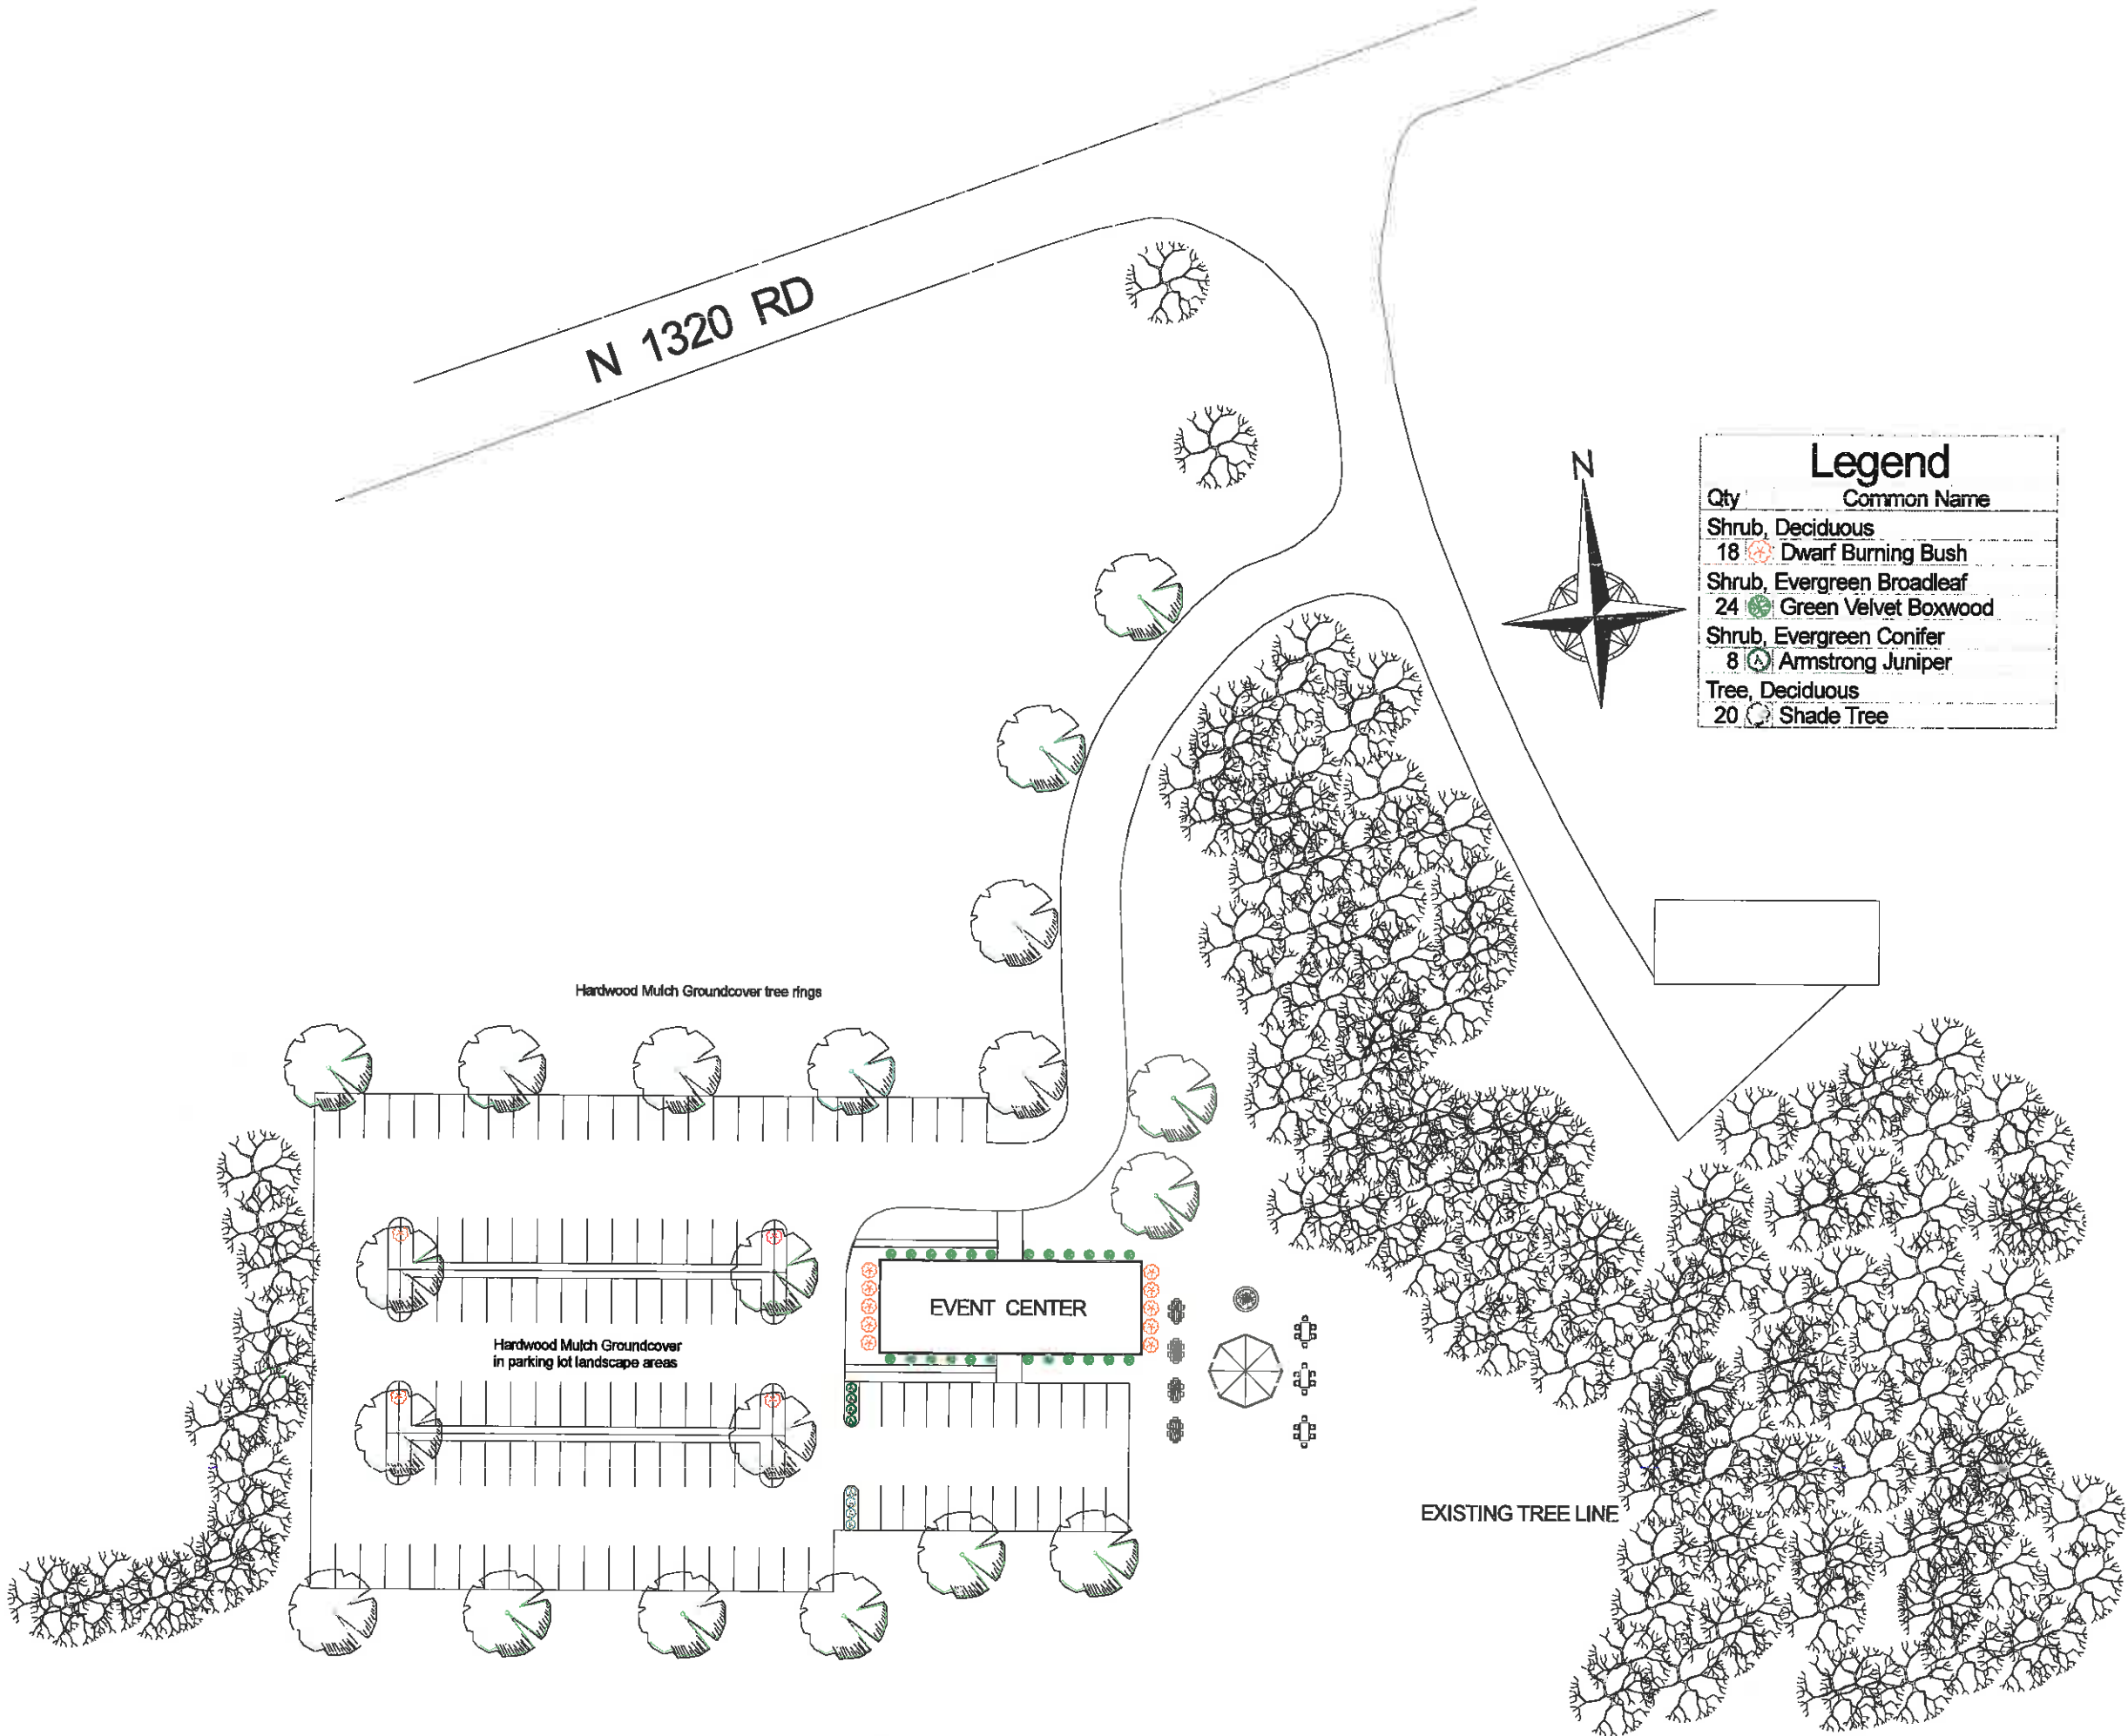 N 1320 RD
N
Legend
Qty Common Name
Shrub, Deciduous
18 Dwarf Burning Bush
Shrub, Evergreen Broadleaf
24 Green Velvet Boxwood
Shrub, Evergreen Conifer
8 Armstrong Juniper
Tree, Deciduous
20 Shade Tree
Hardwood Mulch Groundcover tree rings
EVENT CENTER
Hardwood Mulch Groundcover
in parking lot landscape areas
EXISTING TREE LINE